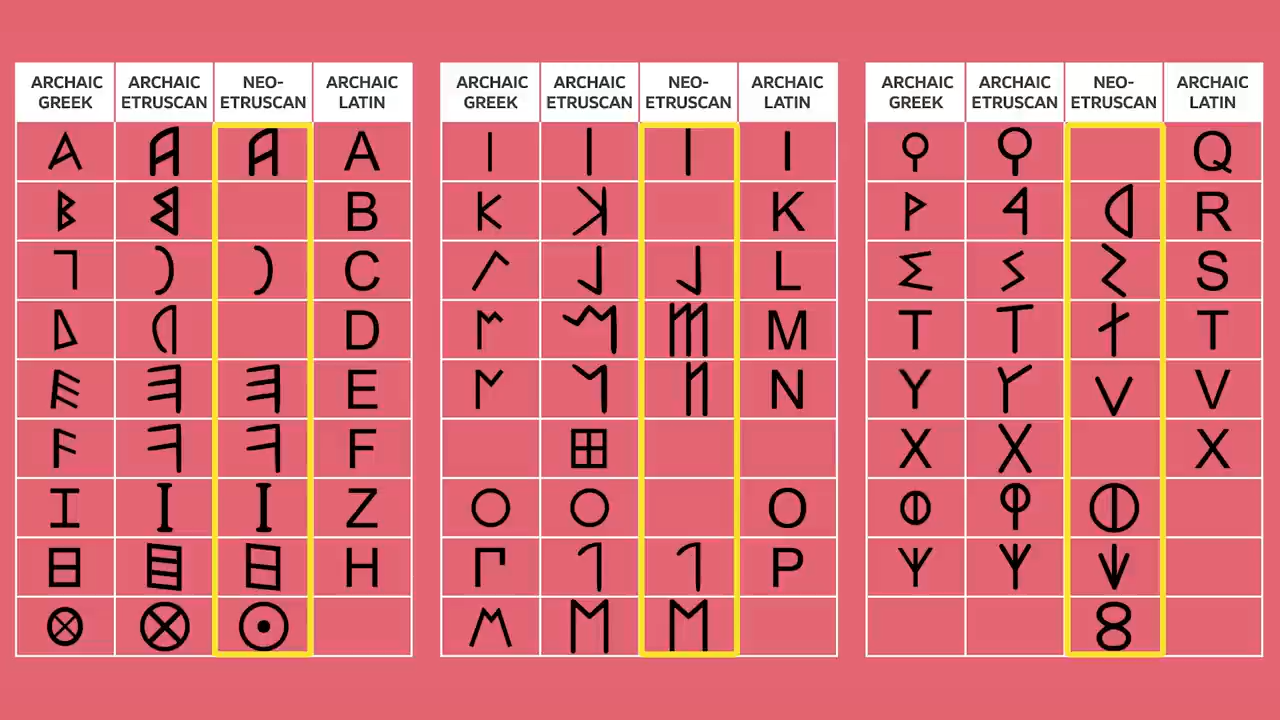 ARCHAIC GREEK ARCHAIC ETRUSCAN NEO-ETRUSCAN ARCHAIC LATIN
Α 𐌀 𐌀 A
Β 𐌁 B
Γ 𐌂 𐌂 C
Δ 𐌃 D
Ε 𐌄 𐌄 E
Ϝ 𐌅 𐌅 F
Ζ 𐌆 𐌆 Z
Η 𐌇 𐌇 H
Θ 𐌈 𐌈
ARCHAIC GREEK ARCHAIC ETRUSCAN NEO-ETRUSCAN ARCHAIC LATIN
Ι 𐌉 𐌉 I
Κ 𐌊 K
Λ 𐌋 𐌋 L
Μ 𐌌 𐌌 M
Ν 𐌍 𐌍 N
𐌎
Ο 𐌏 O
Π 𐌐 𐌐 P
Ϻ 𐌑 𐌑
ARCHAIC GREEK ARCHAIC ETRUSCAN NEO-ETRUSCAN ARCHAIC LATIN
Ϙ 𐌒 Q
Ρ 𐌓 𐌓 R
Σ 𐌔 𐌔 S
Τ 𐌕 𐌕 T
Υ 𐌖 𐌖 V
Χ 𐌗 X
Φ 𐌘 𐌘
Ψ 𐌙 𐌙
𐌚